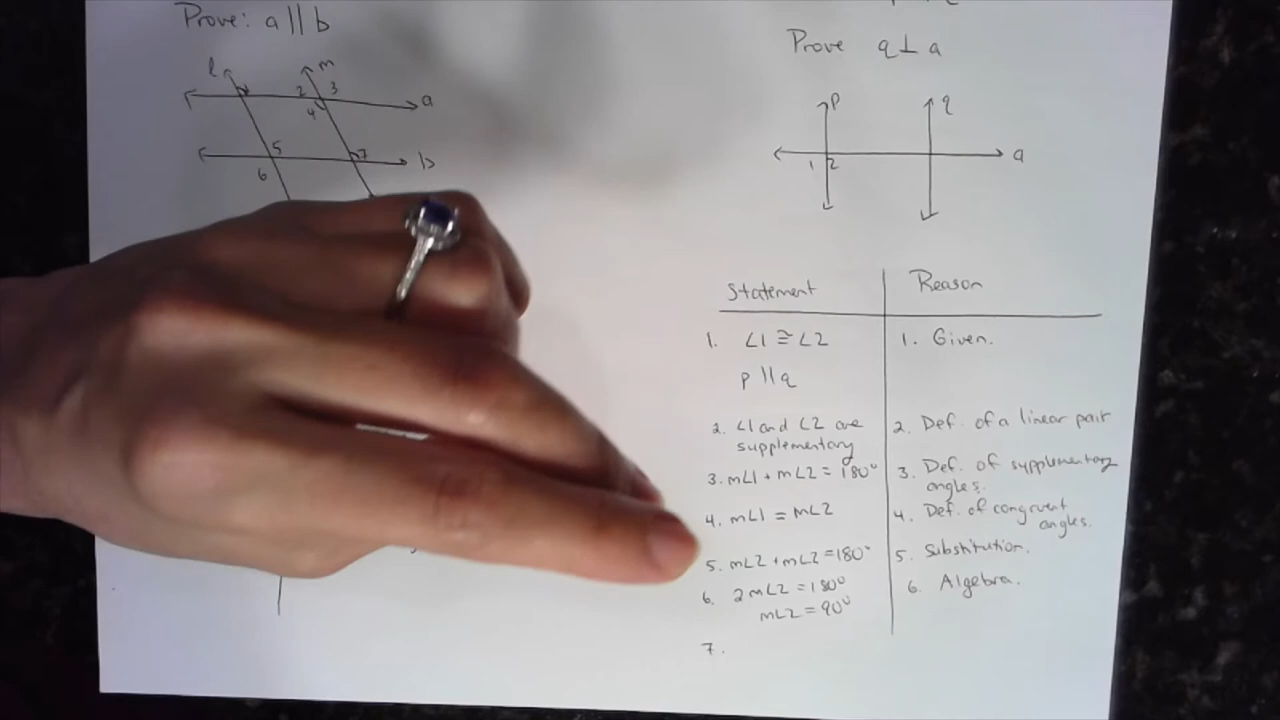 Prove: a || b
l m
2 3
4
a
5 7
b
6
Prove q ⊥ a
p q
1 2
a
Statement Reason
1. ∠1 ≅ ∠2 1. Given.
p || q
2. ∠1 and ∠2 are 2. Def. of a linear pair
supplementary
3. m∠1 + m∠2 = 180° 3. Def. of supplementary
angles.
4. m∠1 = m∠2 4. Def. of congruent
angles.
5. m∠2 + m∠2 = 180° 5. Substitution.
6. 2m∠2 = 180° 6. Algebra.
m∠2 = 90°
7.